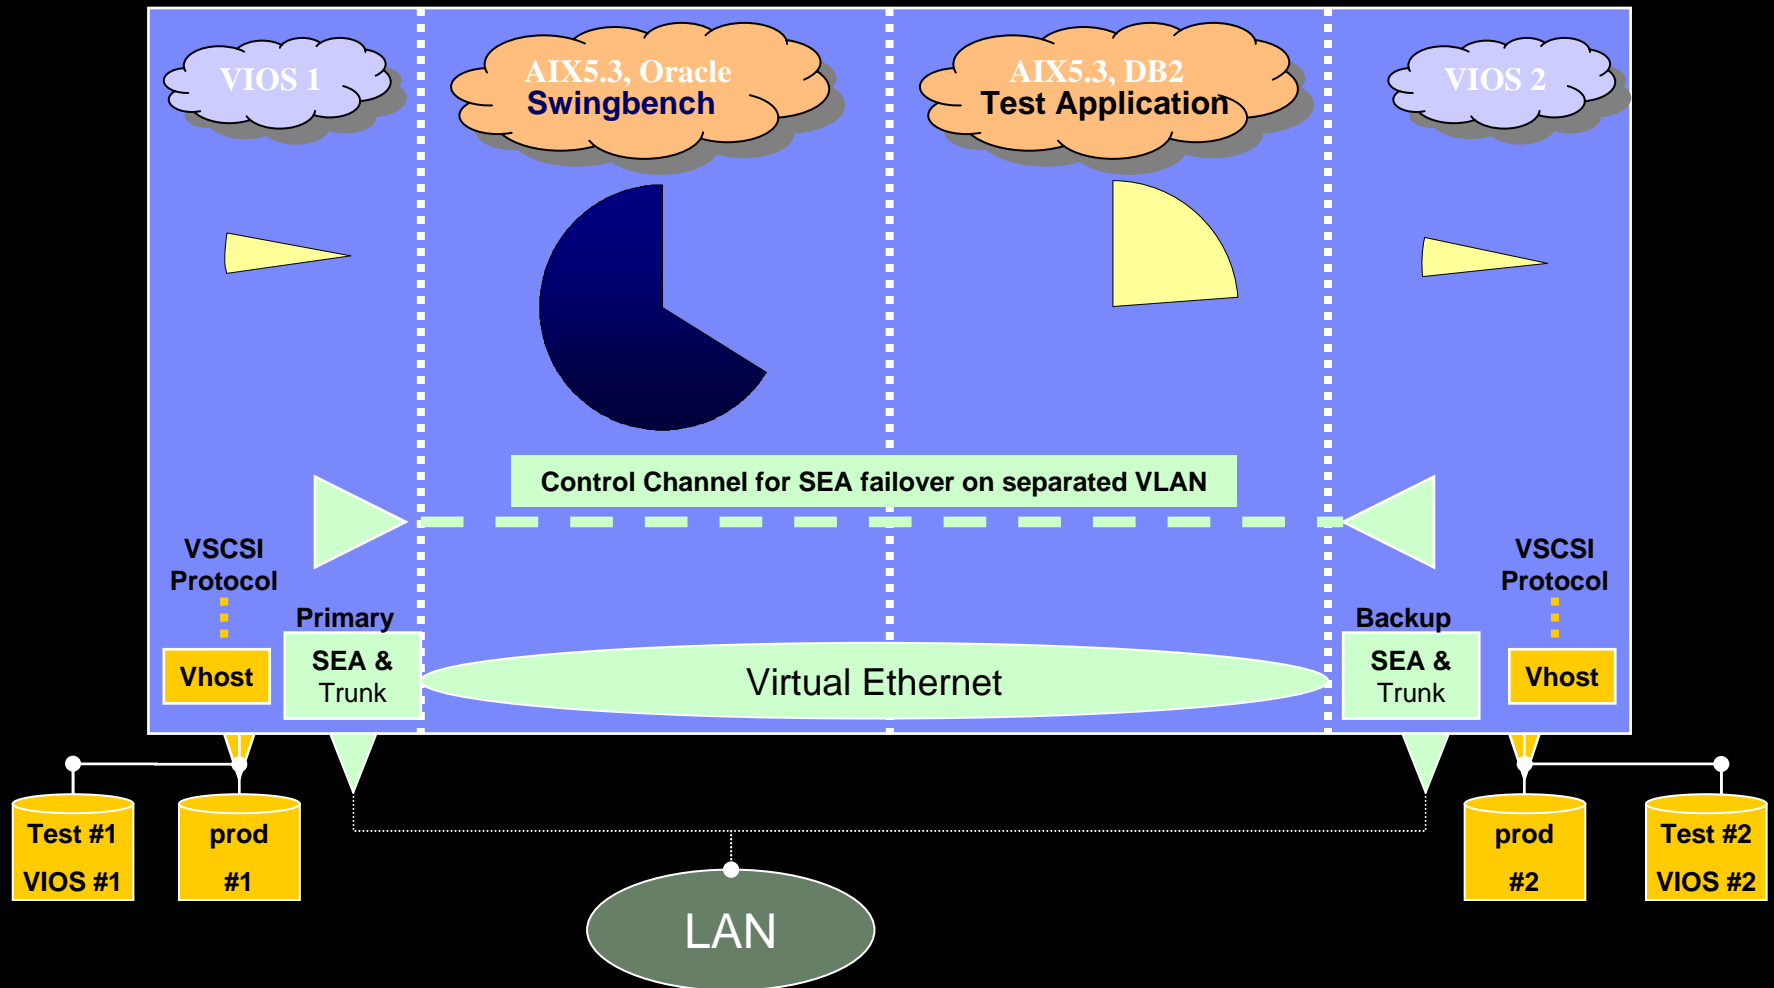 VIOS 1
AIX5.3, Oracle
Swingbench
AIX5.3, DB2
Test Application
VIOS 2
Control Channel for SEA failover on separated VLAN
VSCSI
Protocol
VSCSI
Protocol
Primary
Backup
Vhost
SEA &
Trunk
Virtual Ethernet
SEA &
Trunk
Vhost
Test #1
VIOS #1
prod
#1
prod
#2
Test #2
VIOS #2
LAN